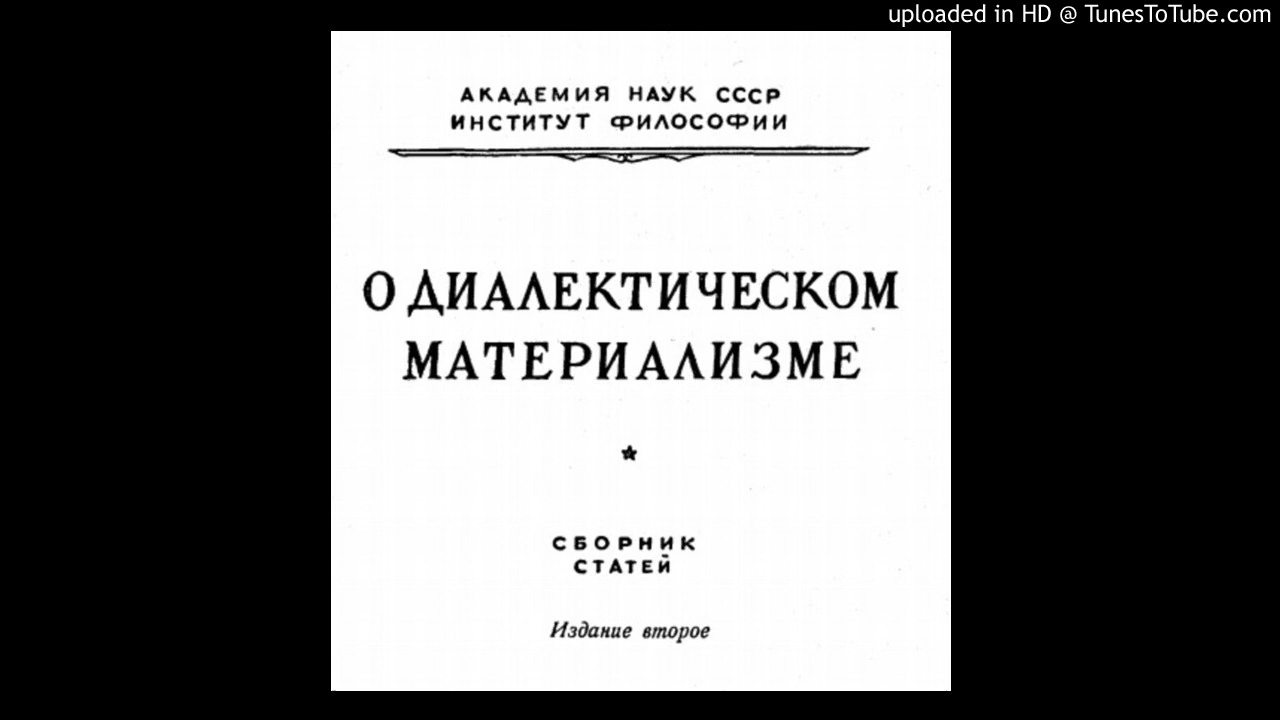 uploaded in HD @ TunesToTube.com
АКАДЕМИЯ НАУК СССР
ИНСТИТУТ ФИЛОСОФИИ
О ДИАЛЕКТИЧЕСКОМ
МАТЕРИАЛИЗМЕ
СБОРНИК
СТАТЕЙ
Издание второе